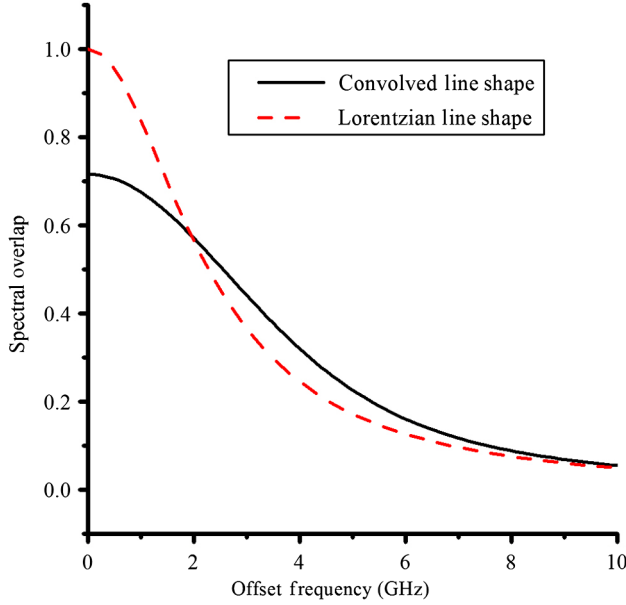 1.0
0.8
0.6
0.4
0.2
0.0
Spectral overlap
Convolved line shape
Lorentzian line shape
0 2 4 6 8 10
Offset frequency (GHz)